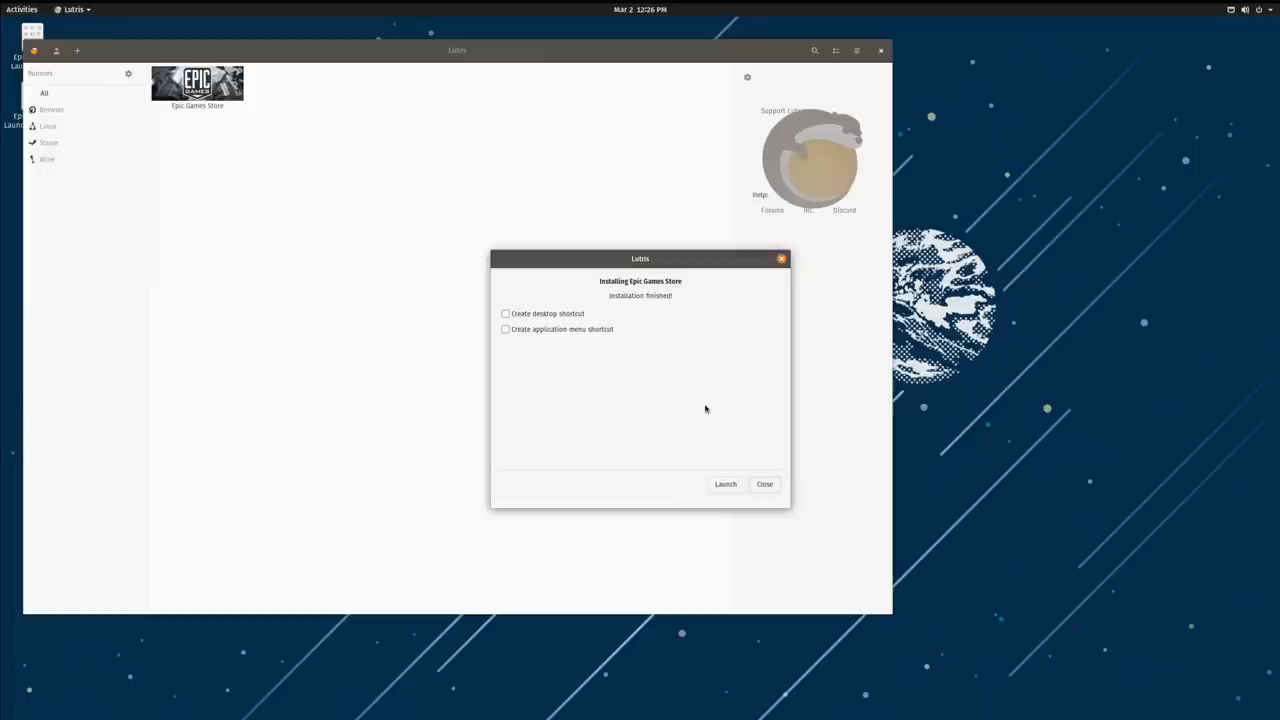 Activities
Lutris
Mar 2 12:26 PM
Lutris
Runners
All
Browser
Linux
Steam
Wine
EPIC
GAMES
Epic Games Store
Support Lutris
Help:
Forums
IRC
Discord
Lutris
Installing Epic Games Store
Installation finished!
Create desktop shortcut
Create application menu shortcut
Launch
Close